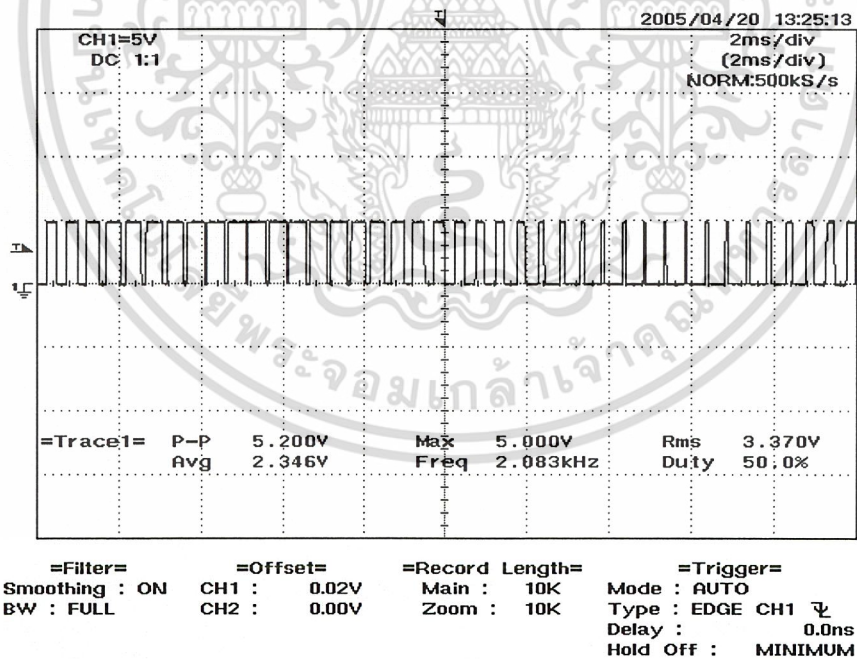 2005/04/20 13:25:13
CH1=5V
DC 1:1
2ms/div
(2ms/div)
NORM:500kS/s
=Trace1= P-P 5.200V Max 5.000V Rms 3.370V
Avg 2.346V Freq 2.083kHz Duty 50.0%
=Filter= =Offset= =Record Length= =Trigger=
Smoothing : ON CH1 : 0.02V Main : 10K Mode : AUTO
BW : FULL CH2 : 0.00V Zoom : 10K Type : EDGE CH1
Delay : 0.0ns
Hold Off : MINIMUM